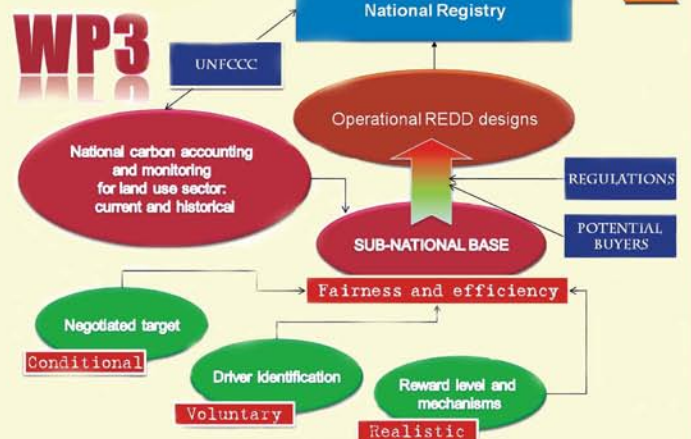 National Registry
WP3
UNFCCC
Operational REDD designs
National carbon accounting
and monitoring
for land use sector:
current and historical
REGULATIONS
POTENTIAL
BUYERS
SUB-NATIONAL BASE
Fairness and efficiency
Negotiated target
Conditional
Driver identification
Voluntary
Reward level and
mechanisms
Realistic